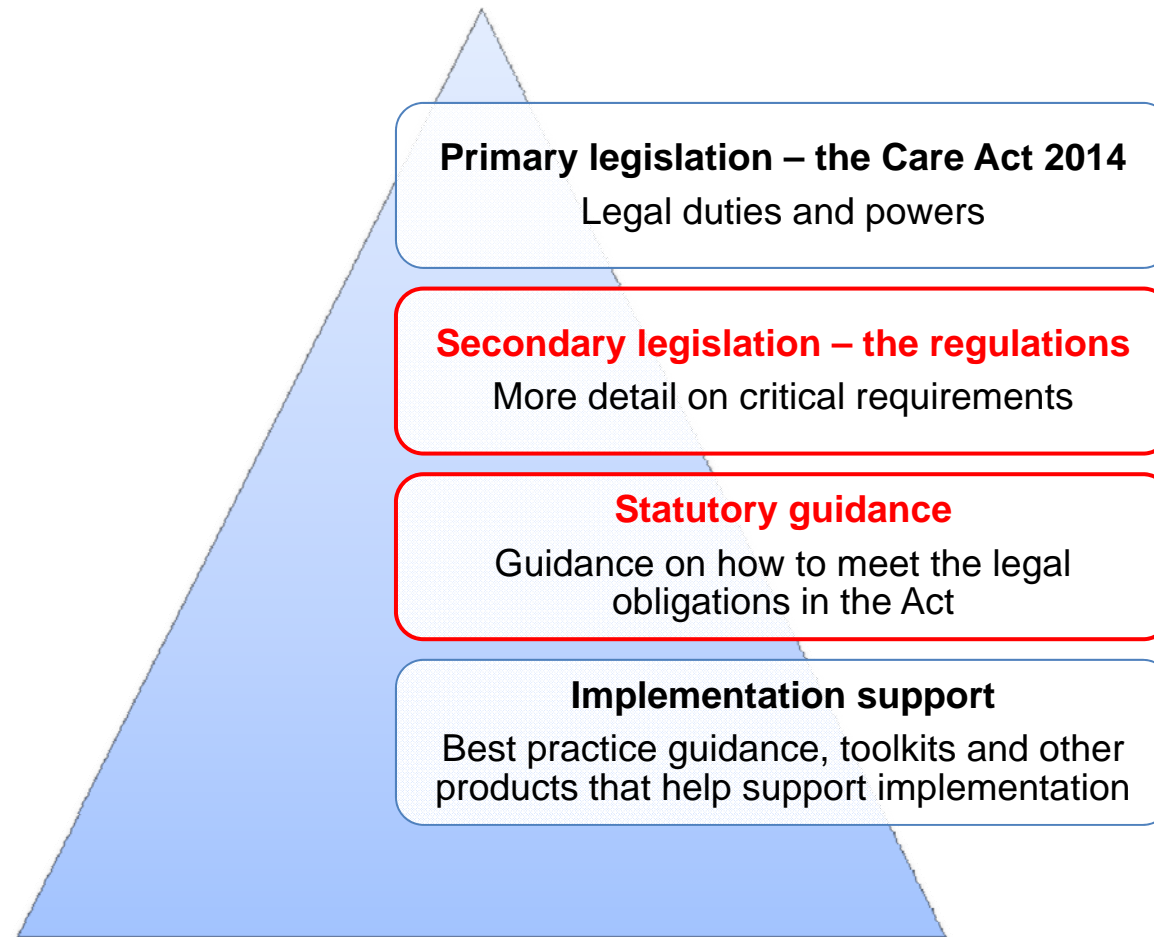 Primary legislation – the Care Act 2014
Legal duties and powers
Secondary legislation – the regulations
More detail on critical requirements
Statutory guidance
Guidance on how to meet the legal
obligations in the Act
Implementation support
Best practice guidance, toolkits and other
products that help support implementation